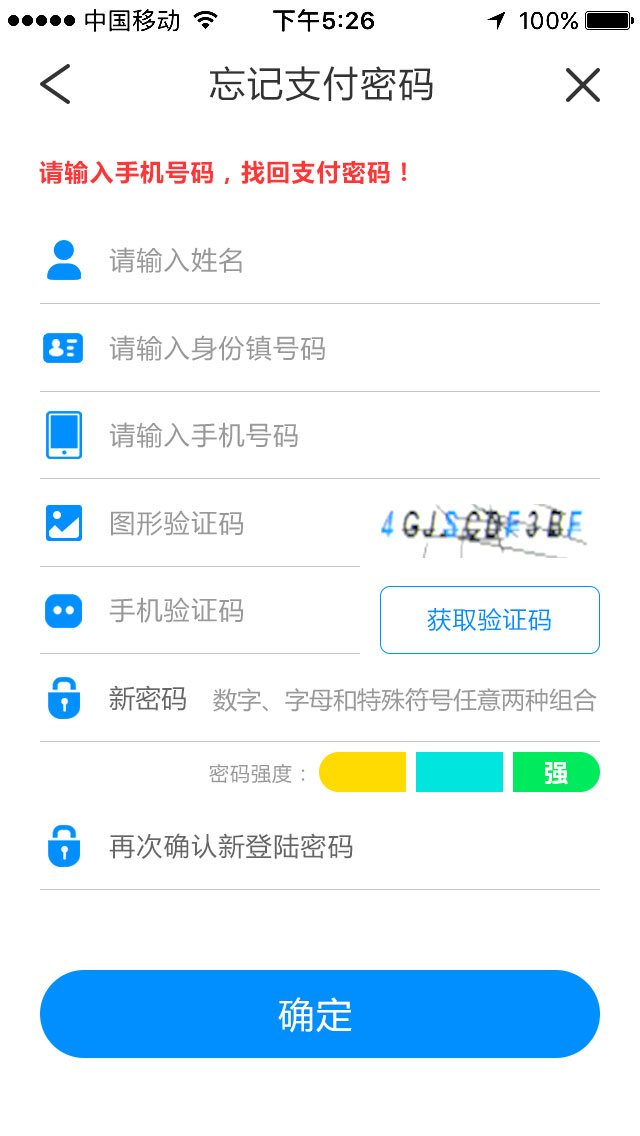 中国移动 下午5:26 100%
忘记支付密码
请输入手机号码，找回支付密码！
请输入姓名
请输入身份镇号码
请输入手机号码
图形验证码 4GJSCDF3BF
手机验证码 获取验证码
新密码 数字、字母和特殊符号任意两种组合
密码强度： 强
再次确认新登陆密码
确定